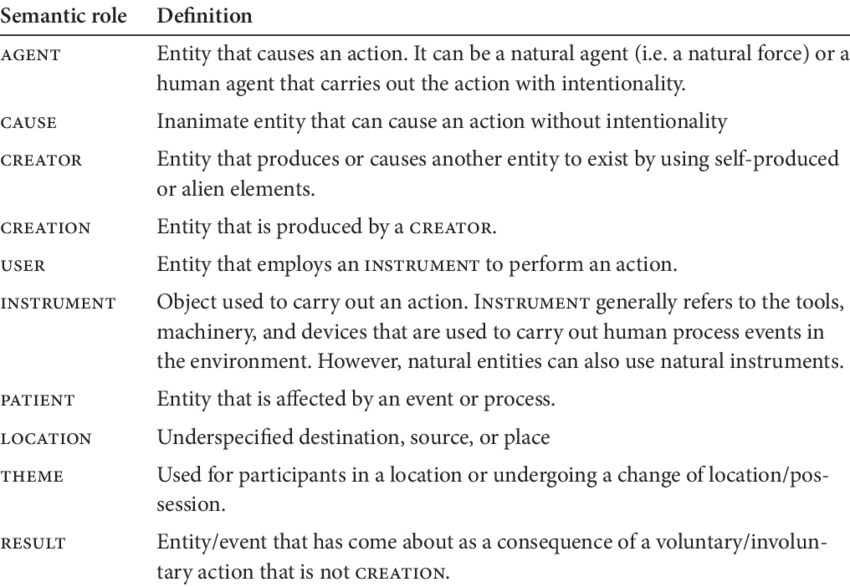 Semantic role Definition
AGENT Entity that causes an action. It can be a natural agent (i.e. a natural force) or a
human agent that carries out the action with intentionality.
CAUSE Inanimate entity that can cause an action without intentionality
CREATOR Entity that produces or causes another entity to exist by using self-produced
or alien elements.
CREATION Entity that is produced by a CREATOR.
USER Entity that employs an INSTRUMENT to perform an action.
INSTRUMENT Object used to carry out an action. INSTRUMENT generally refers to the tools,
machinery, and devices that are used to carry out human process events in
the environment. However, natural entities can also use natural instruments.
PATIENT Entity that is affected by an event or process.
LOCATION Underspecified destination, source, or place
THEME Used for participants in a location or undergoing a change of location/pos-
session.
RESULT Entity/event that has come about as a consequence of a voluntary/involun-
tary action that is not CREATION.